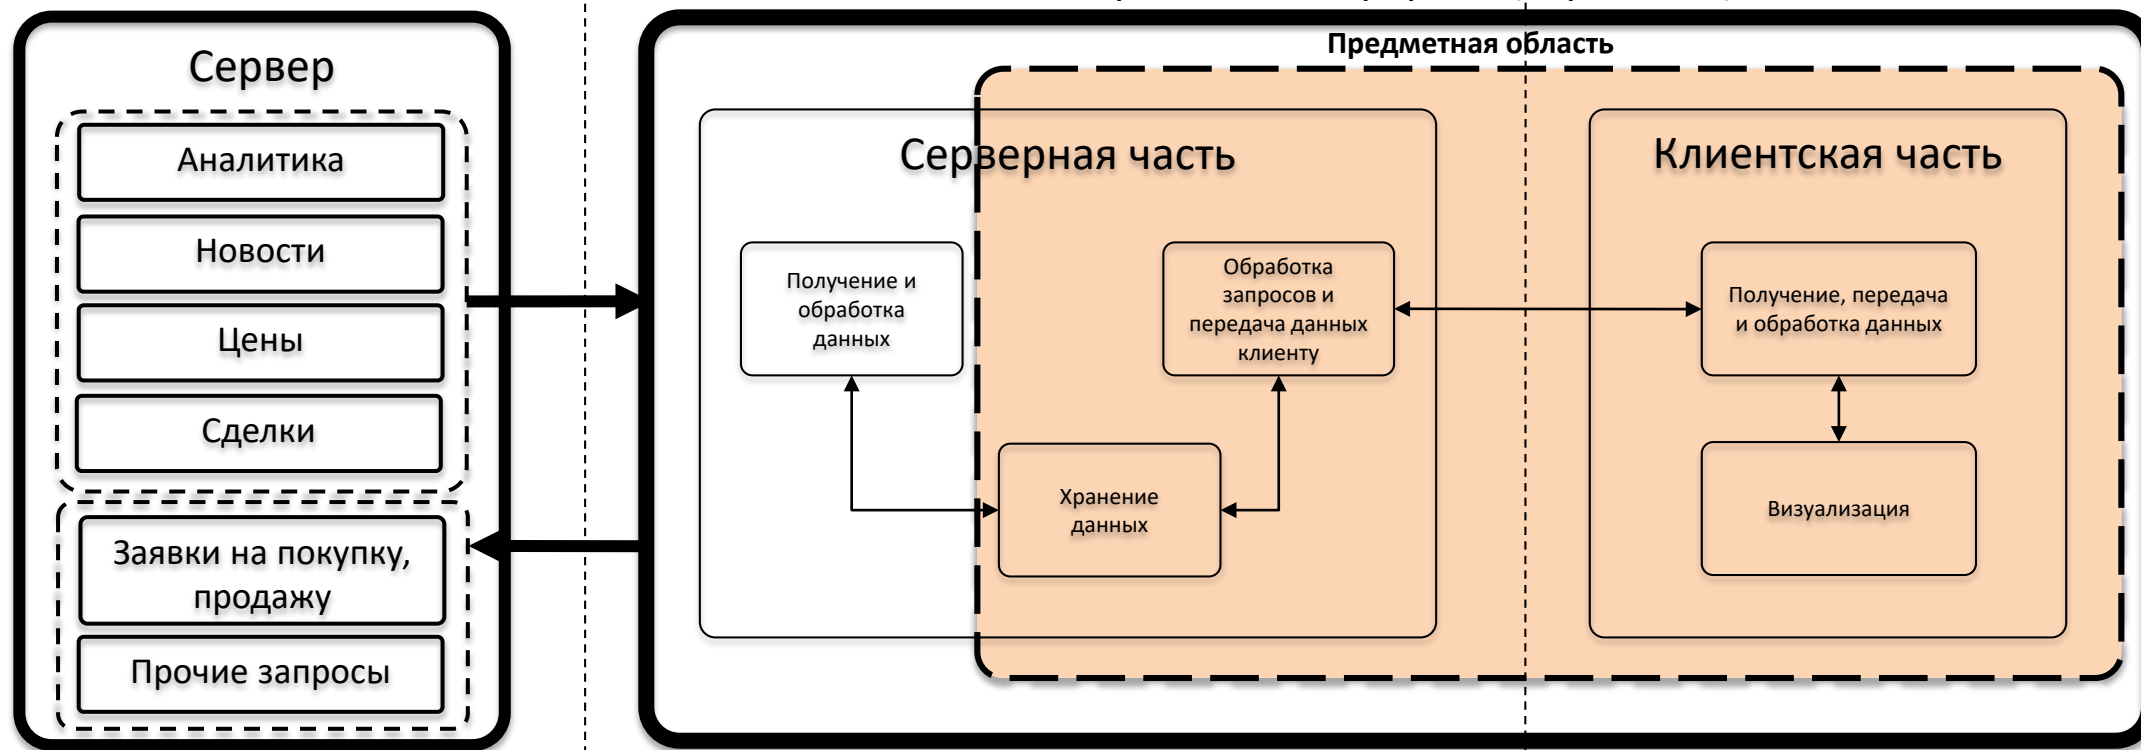 Сервер
Аналитика
Новости
Цены
Сделки
Заявки на покупку,
продажу
Прочие запросы
Предметная область
Серверная часть
Получение и
обработка
данных
Обработка
запросов и
передача данных
клиенту
Хранение
данных
Клиентская часть
Получение, передача
и обработка данных
Визуализация